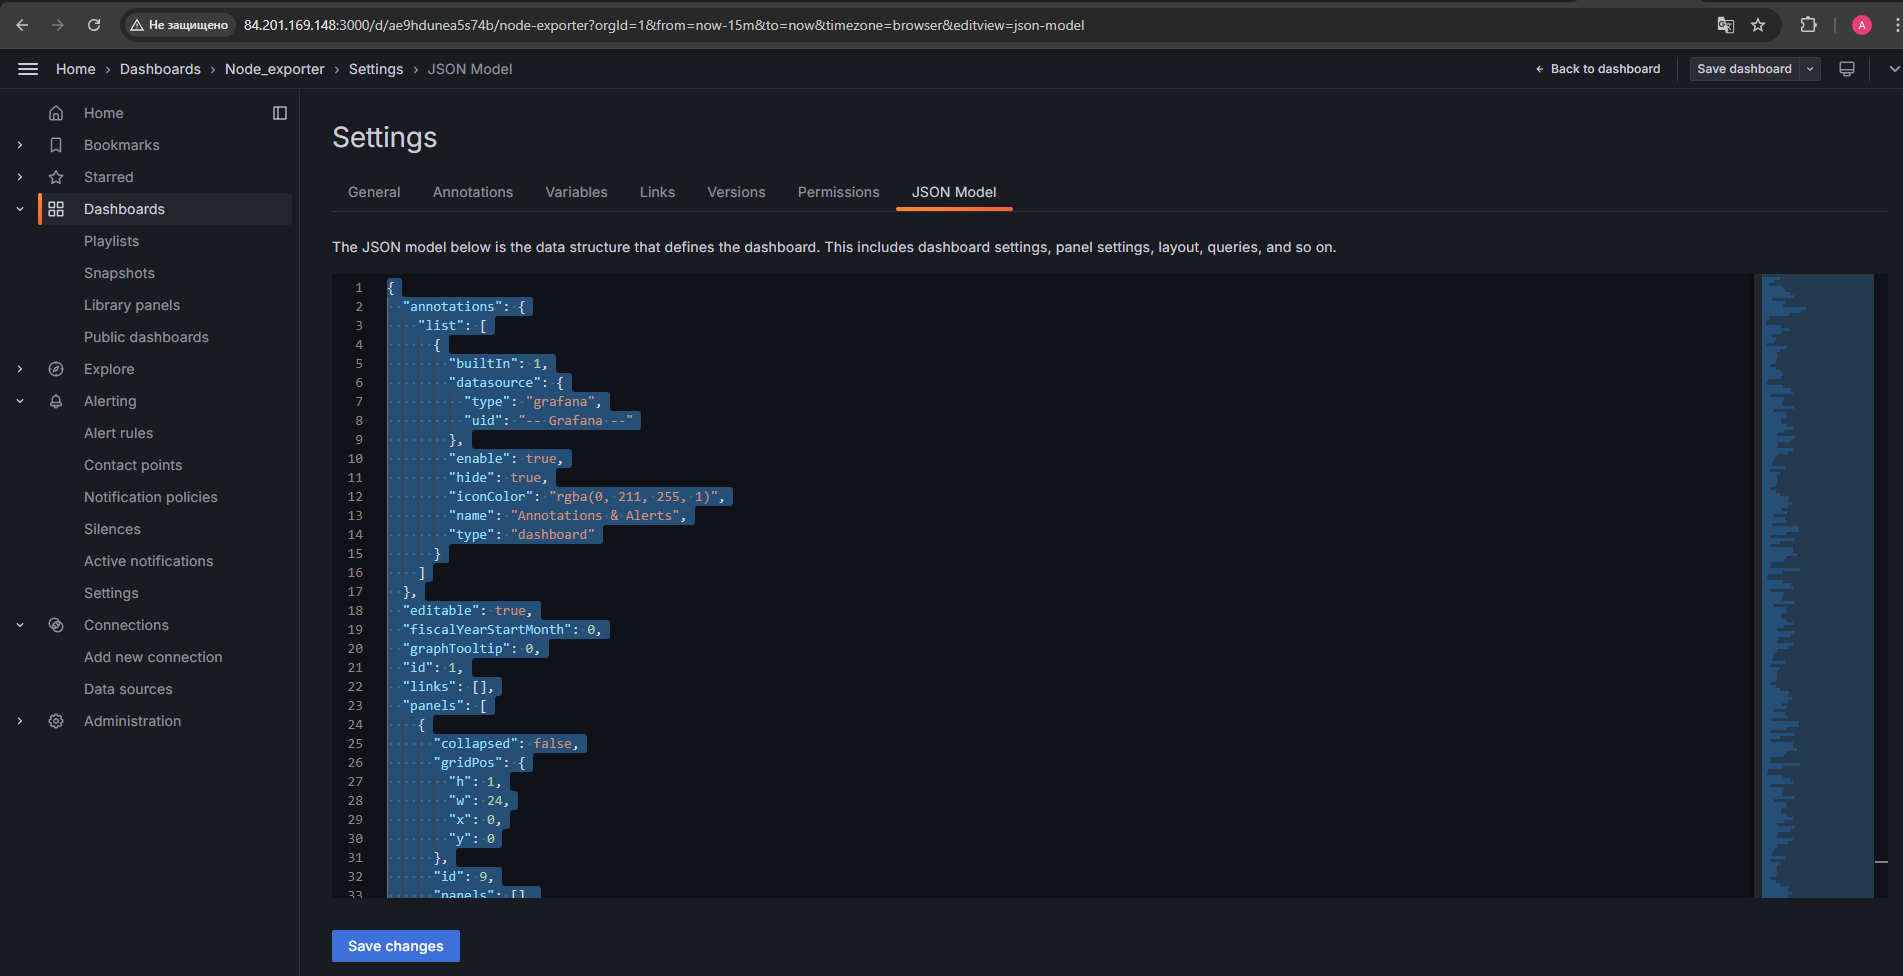 Не защищено 84.201.169.148:3000/d/ae9hdunea5s74b/node-exporter?orgId=1&from=now-15m&to=now&timezone=browser&editview=json-model A
Home › Dashboards › Node_exporter › Settings › JSON Model
← Back to dashboard
Save dashboard
Home
Bookmarks
Starred
Dashboards
Playlists
Snapshots
Library panels
Public dashboards
Explore
Alerting
Alert rules
Contact points
Notification policies
Silences
Active notifications
Settings
Connections
Add new connection
Data sources
Administration
Settings
General Annotations Variables Links Versions Permissions JSON Model
The JSON model below is the data structure that defines the dashboard. This includes dashboard settings, panel settings, layout, queries, and so on.
1 {
2 "annotations": {
3 "list": [
4 {
5 "builtIn": 1,
6 "datasource": {
7 "type": "grafana",
8 "uid": "-- Grafana --"
9 },
10 "enable": true,
11 "hide": true,
12 "iconColor": "rgba(0, 211, 255, 1)",
13 "name": "Annotations & Alerts",
14 "type": "dashboard"
15 }
16 ]
17 },
18 "editable": true,
19 "fiscalYearStartMonth": 0,
20 "graphTooltip": 0,
21 "id": 1,
22 "links": [],
23 "panels": [
24 {
25 "collapsed": false,
26 "gridPos": {
27 "h": 1,
28 "w": 24,
29 "x": 0,
30 "y": 0
31 },
32 "id": 9,
33 "panels": []
Save changes